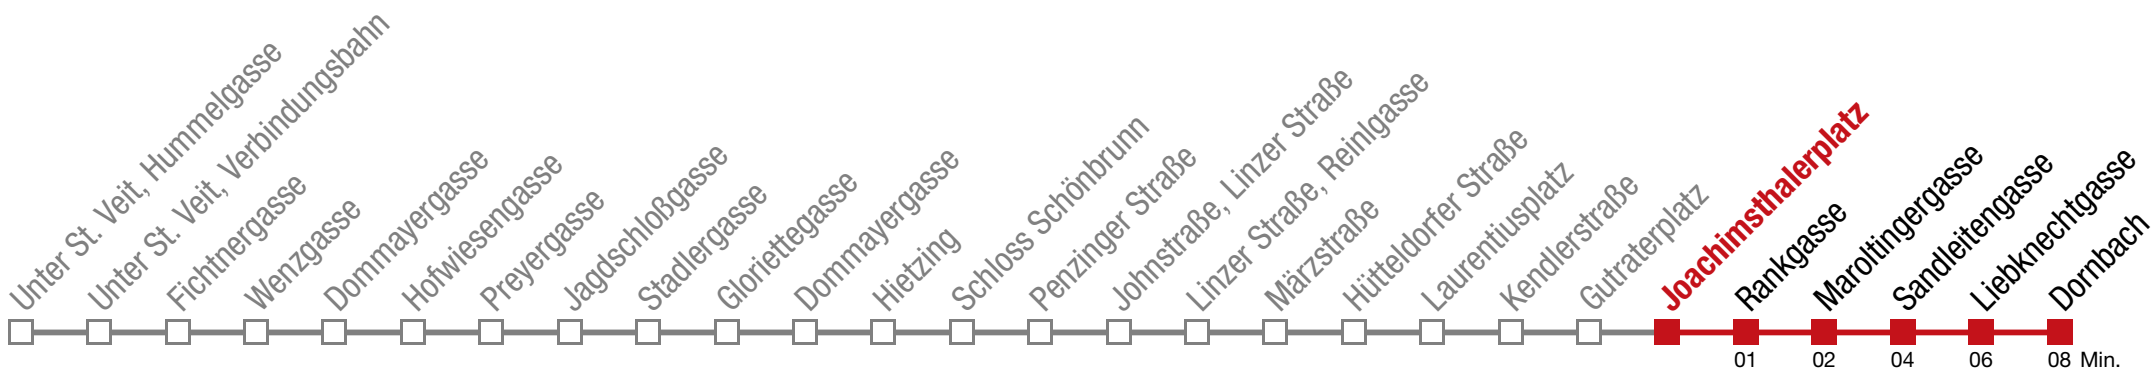 Unter St. Veit, Hummelgasse
Unter St. Veit, Verbindungsbahn
Fichtnergasse
Wenzgasse
Dommayergasse
Hofwiesengasse
Preyergasse
Jagdschloßgasse
Stadlergasse
Gloriettegasse
Dommayergasse
Hietzing
Schloss Schönbrunn
Penzinger Straße
Johnstraße, Linzer Straße
Linzer Straße, Reinlgasse
Märzstraße
Hütteldorfer Straße
Laurentiusplatz
Kendlerstraße
Gutraterplatz
Joachimsthalerplatz
Rankgasse
Maroltingergasse
Sandleitengasse
Liebknechtgasse
Dornbach
01 02 04 06 08 Min.